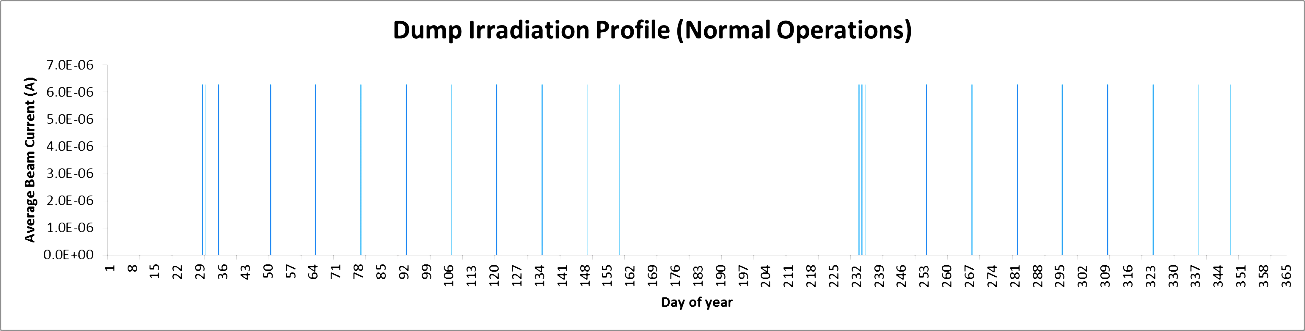 Dump Irradiation Profile (Normal Operations)
Average Beam Current (A)
7.0E-06
6.0E-06
5.0E-06
4.0E-06
3.0E-06
2.0E-06
1.0E-06
0.0E+00
1 8 15 22 29 36 43 50 57 64 71 78 85 92 99 106 113 120 127 134 141 148 155 162 169 176 183 190 197 204 211 218 225 232 239 246 253 260 267 274 281 288 295 302 309 316 323 330 337 344 351 358 365
Day of year